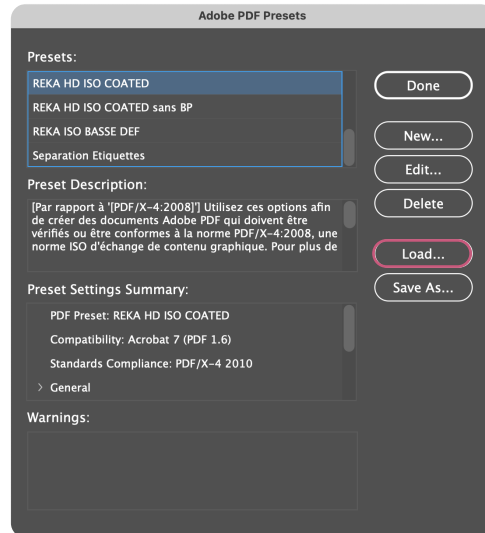 Adobe PDF Presets
Presets:
REKA HD ISO COATED
REKA HD ISO COATED sans BP
REKA ISO BASSE DEF
Separation Etiquettes
Preset Description:
[Par rapport à '[PDF/X-4:2008]'] Utilisez ces options afin
de créer des documents Adobe PDF qui doivent être
vérifiés ou être conformes à la norme PDF/X-4:2008, une
norme ISO d'échange de contenu graphique. Pour plus de
Preset Settings Summary:
PDF Preset: REKA HD ISO COATED
Compatibility: Acrobat 7 (PDF 1.6)
Standards Compliance: PDF/X-4 2010
General
Warnings:
Done
New...
Edit...
Delete
Load...
Save As...